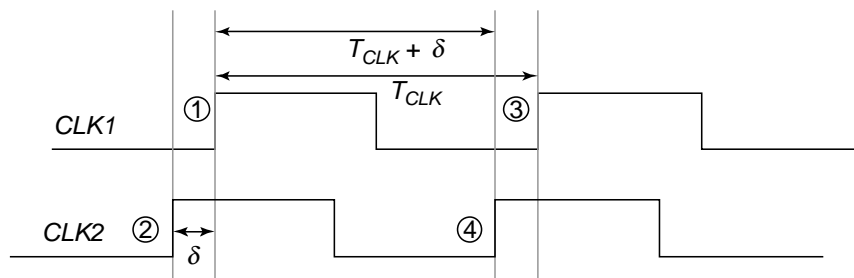 T_CLK + δ
T_CLK
① ③
CLK1
② ④
CLK2
δ